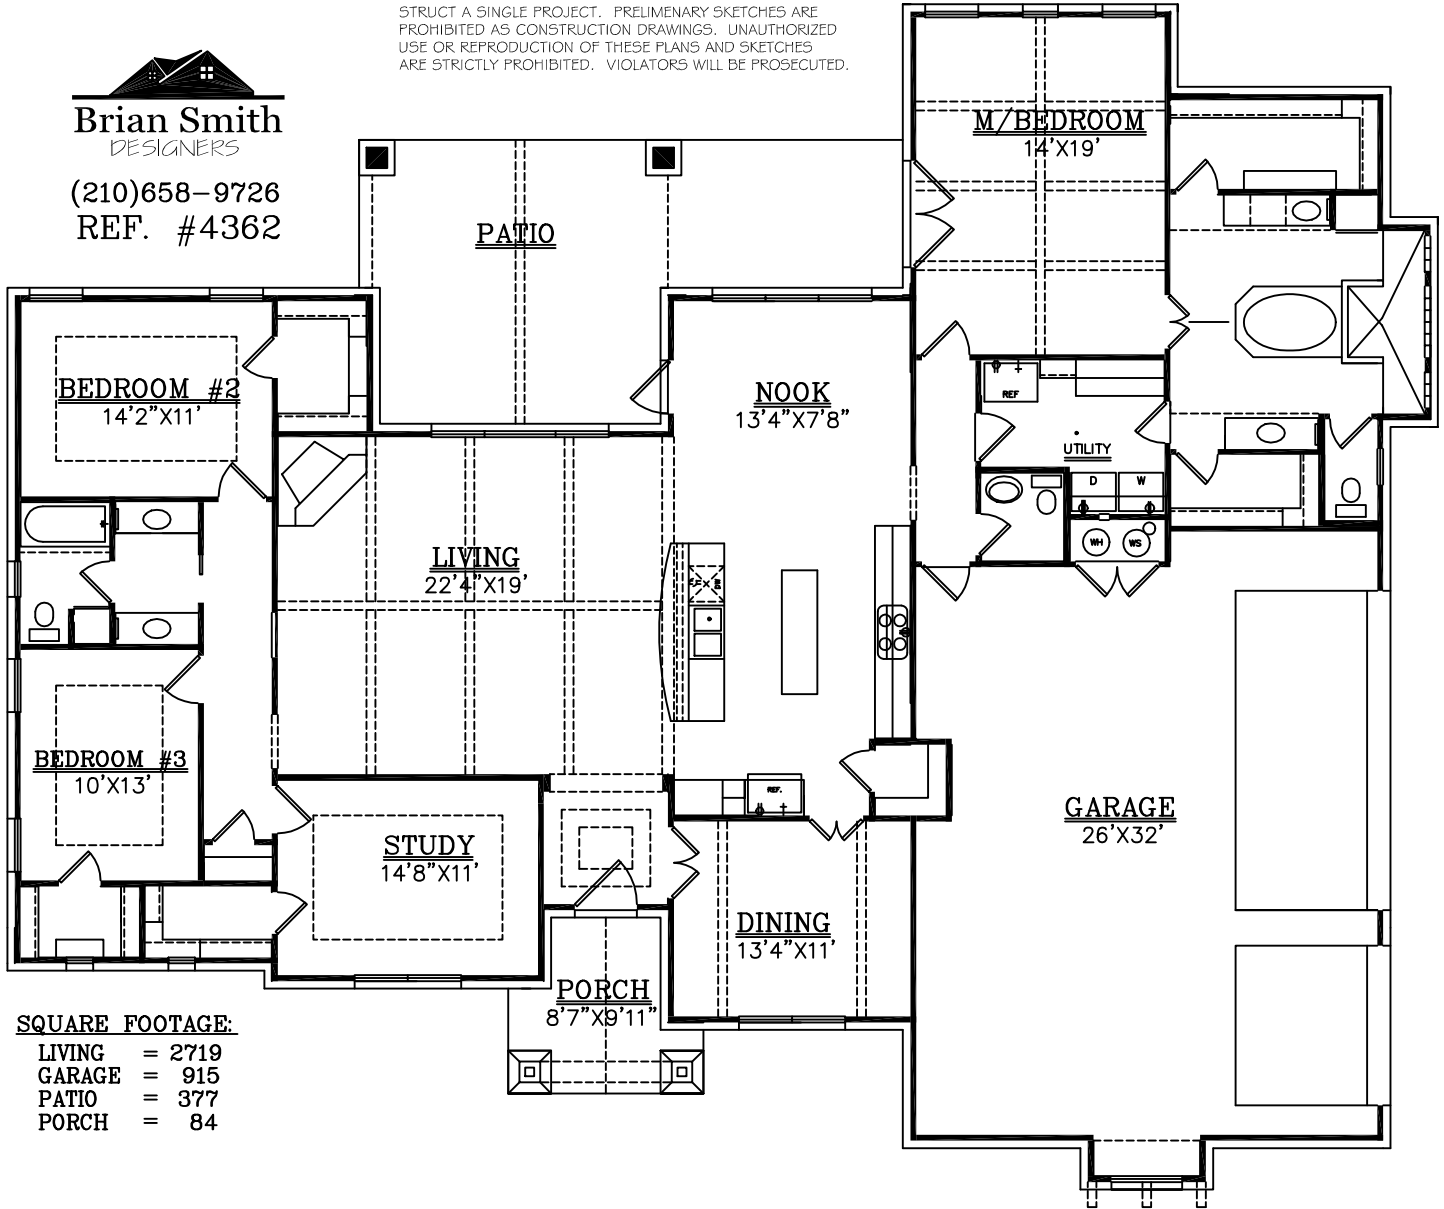 STRUCT A SINGLE PROJECT. PRELIMENARY SKETCHES ARE
PROHIBITED AS CONSTRUCTION DRAWINGS. UNAUTHORIZED
USE OR REPRODUCTION OF THESE PLANS AND SKETCHES
ARE STRICTLY PROHIBITED. VIOLATORS WILL BE PROSECUTED.
Brian Smith
DESIGNERS
(210)658-9726
REF. #4362
M/BEDROOM
14'X19'
PATIO
BEDROOM #2
14'2"X11'
NOOK
13'4"X7'8"
REF
UTILITY
D
W
WH
WS
LIVING
22'4"X19'
DW
BEDROOM #3
10'X13'
REF.
GARAGE
26'X32'
STUDY
14'8"X11'
DINING
13'4"X11'
PORCH
8'7"X9'11"
SQUARE FOOTAGE:
LIVING = 2719
GARAGE = 915
PATIO = 377
PORCH = 84